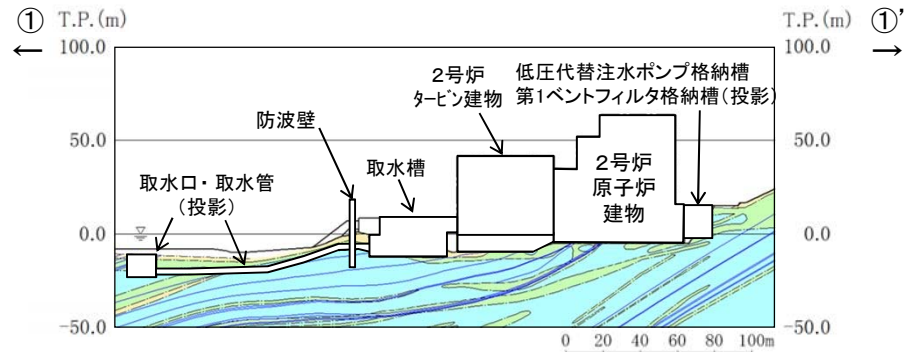 ① T.P.(m)
T.P.(m) ①’
←
→
100.0
100.0
2号炉
タービン建物
低圧代替注水ポンプ格納槽
第1ベントフィルタ格納槽(投影)
防波壁
50.0
50.0
取水槽
2号炉
原子炉
建物
取水口・取水管
(投影)
0.0
0.0
-50.0
-50.0
0 20 40 60 80 100m